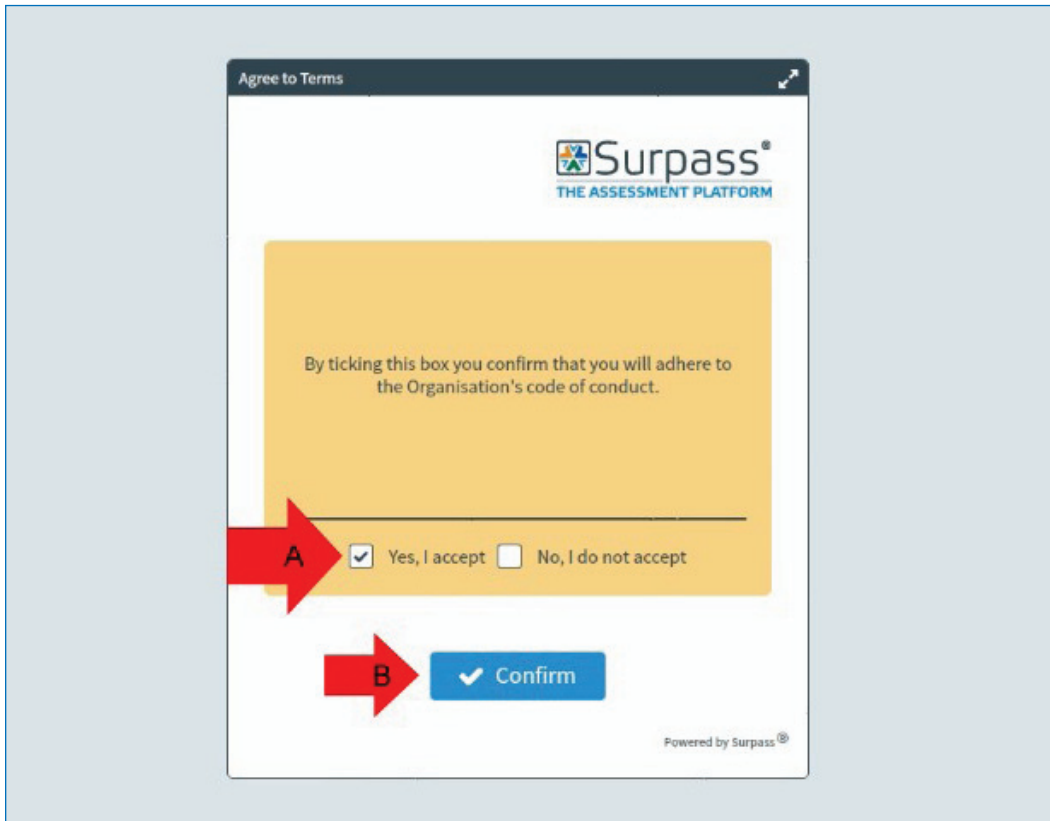 Agree to Terms
Surpass®
THE ASSESSMENT PLATFORM
By ticking this box you confirm that you will adhere to
the Organisation's code of conduct.
A
Yes, I accept
No, I do not accept
B
Confirm
Powered by Surpass®